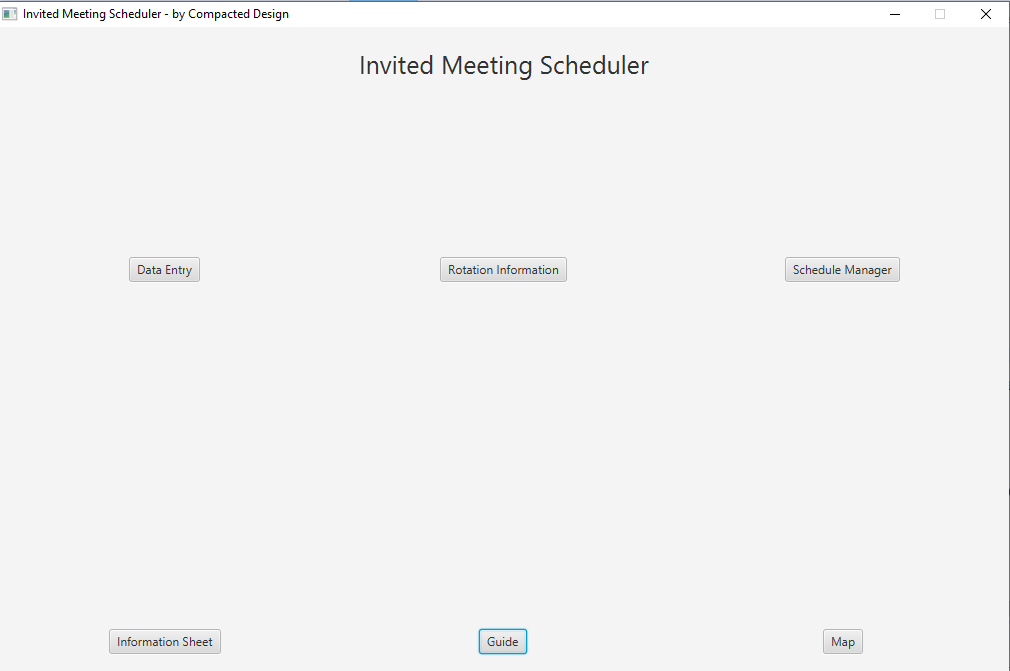 Invited Meeting Scheduler - by Compacted Design
Invited Meeting Scheduler
Data Entry
Rotation Information
Schedule Manager
Information Sheet
Guide
Map